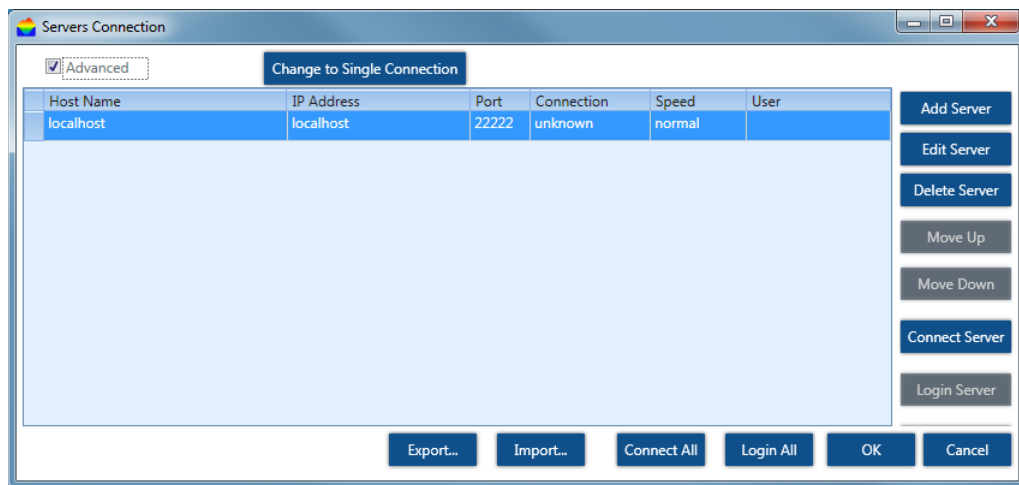 Servers Connection
Advanced
Change to Single Connection
Host Name IP Address Port Connection Speed User
localhost localhost 22222 unknown normal
Add Server
Edit Server
Delete Server
Move Up
Move Down
Connect Server
Login Server
Export... Import... Connect All Login All OK Cancel